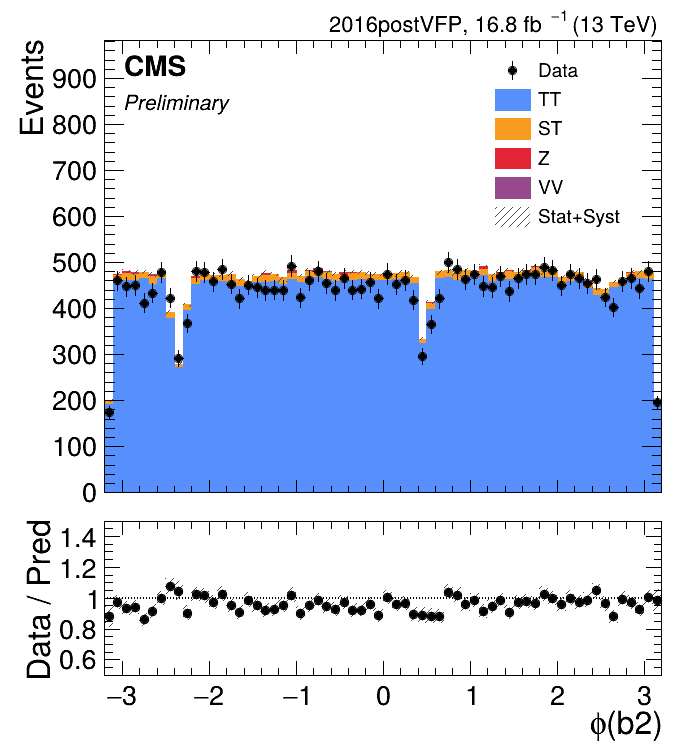 2016postVFP, 16.8 fb⁻¹ (13 TeV)
CMS
Preliminary
Data
TT
ST
Z
VV
Stat+Syst
Events
900
800
700
600
500
400
300
200
100
0
Data / Pred
1.4
1.2
1
0.8
0.6
−3 −2 −1 0 1 2 3
ϕ(b2)